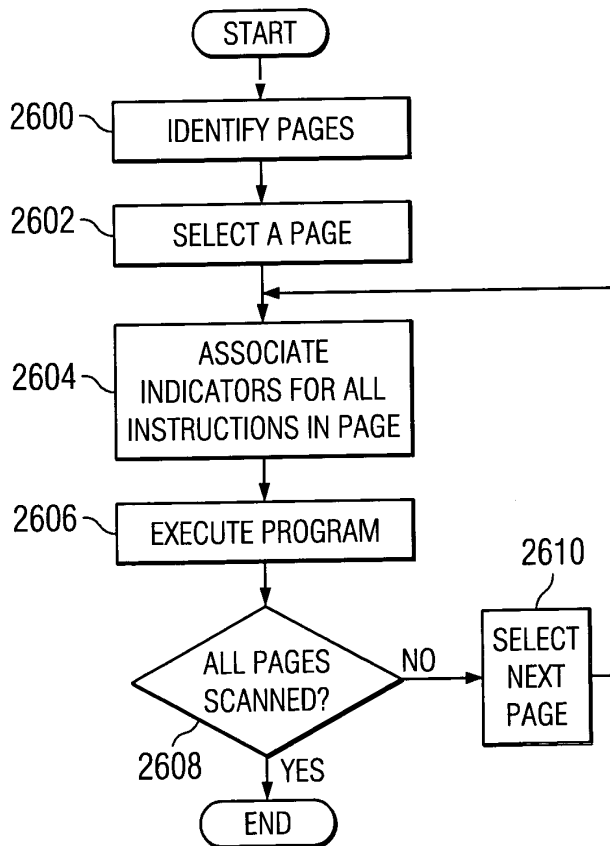 START
2600
IDENTIFY PAGES
2602
SELECT A PAGE
2604
ASSOCIATE
INDICATORS FOR ALL
INSTRUCTIONS IN PAGE
2606
EXECUTE PROGRAM
2610
ALL PAGES
SCANNED?
NO
SELECT
NEXT
PAGE
2608
YES
END